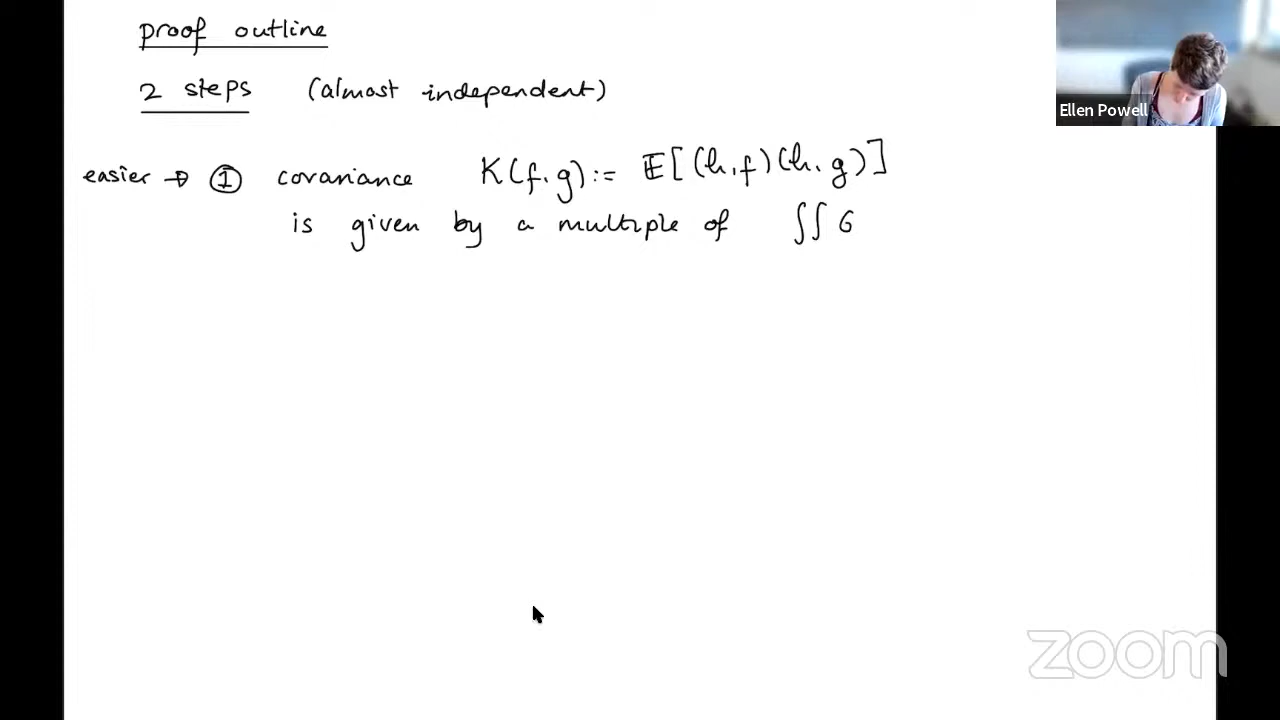 proof outline
2 steps (almost independent)
easier → ① covariance K(f,g) := 𝔼[(h,f)(h,g)]
is given by a multiple of ∬ G
Ellen Powell
zoom